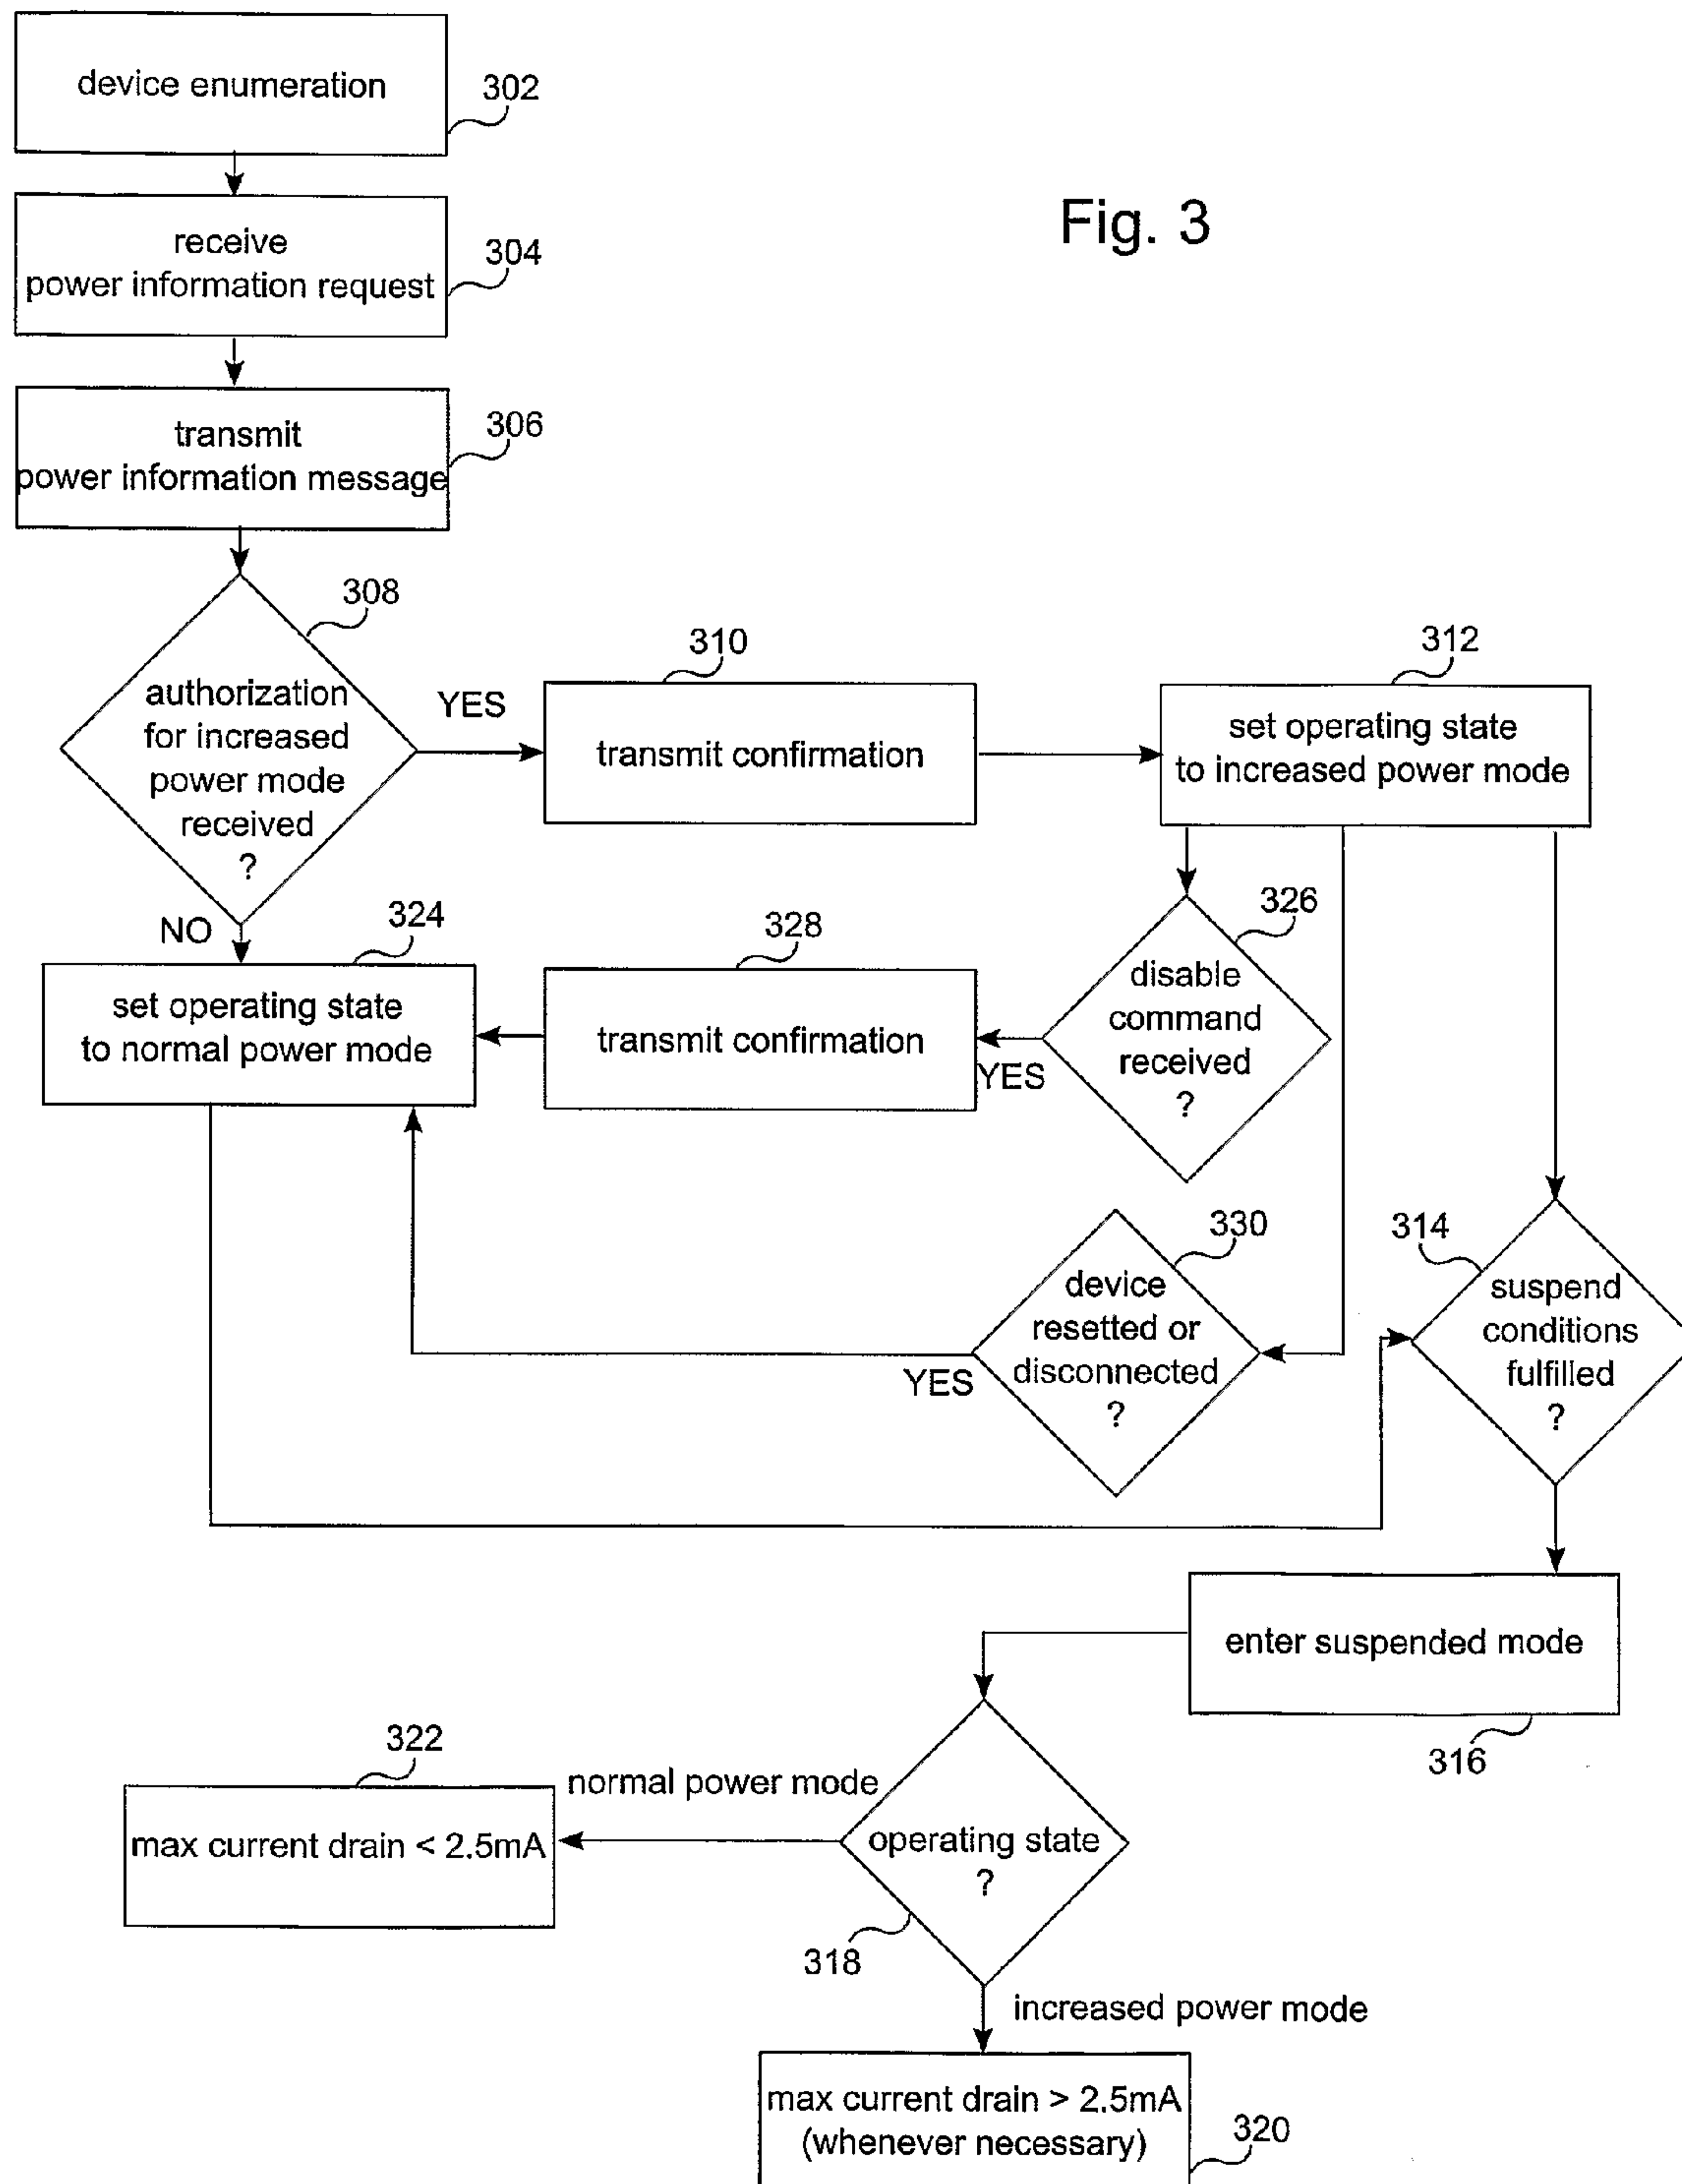 device enumeration
302
Fig. 3
receive
power information request
304
transmit
power information message
306
308
authorization
for increased
power mode
received
?
YES
NO
310
transmit confirmation
312
set operating state
to increased power mode
324
set operating state
to normal power mode
328
transmit confirmation
326
disable
command
received
?
YES
330
device
resetted or
disconnected
?
YES
314
suspend
conditions
fulfilled
?
enter suspended mode
316
322
max current drain < 2.5mA
normal power mode
operating state
?
318
increased power mode
max current drain > 2.5mA
(whenever necessary)
320